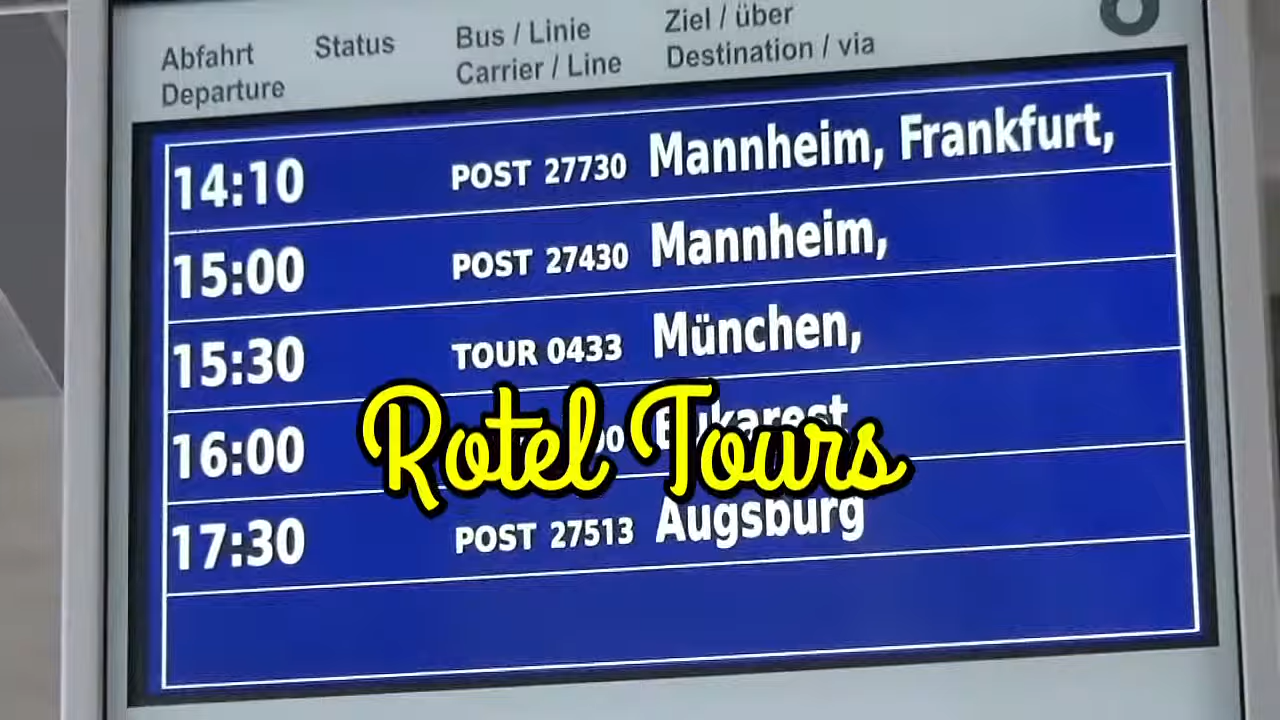 Abfahrt Status Bus / Linie Ziel / über
Departure Carrier / Line Destination / via
14:10 POST 27730 Mannheim, Frankfurt,
15:00 POST 27430 Mannheim,
15:30 TOUR 0433 München,
16:00 Bukarest
Rotel Tours
17:30 POST 27513 Augsburg